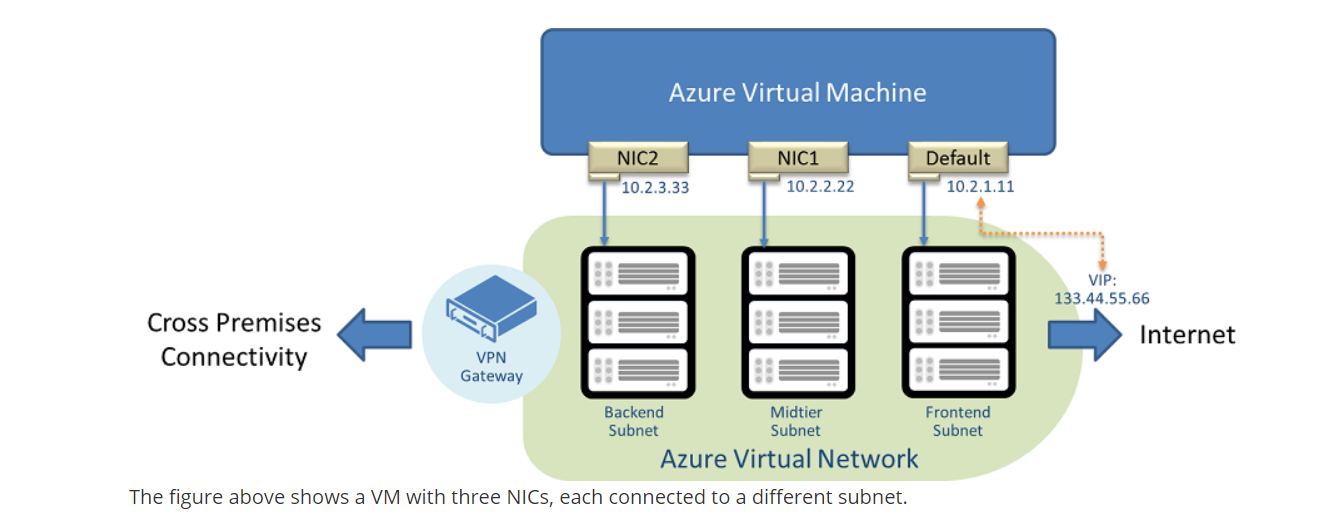 Azure Virtual Machine
NIC2
NIC1
Default
10.2.3.33
10.2.2.22
10.2.1.11
VIP:
133.44.55.66
Cross Premises
Connectivity
VPN
Gateway
Internet
Backend
Subnet
Midtier
Subnet
Frontend
Subnet
Azure Virtual Network
The figure above shows a VM with three NICs, each connected to a different subnet.